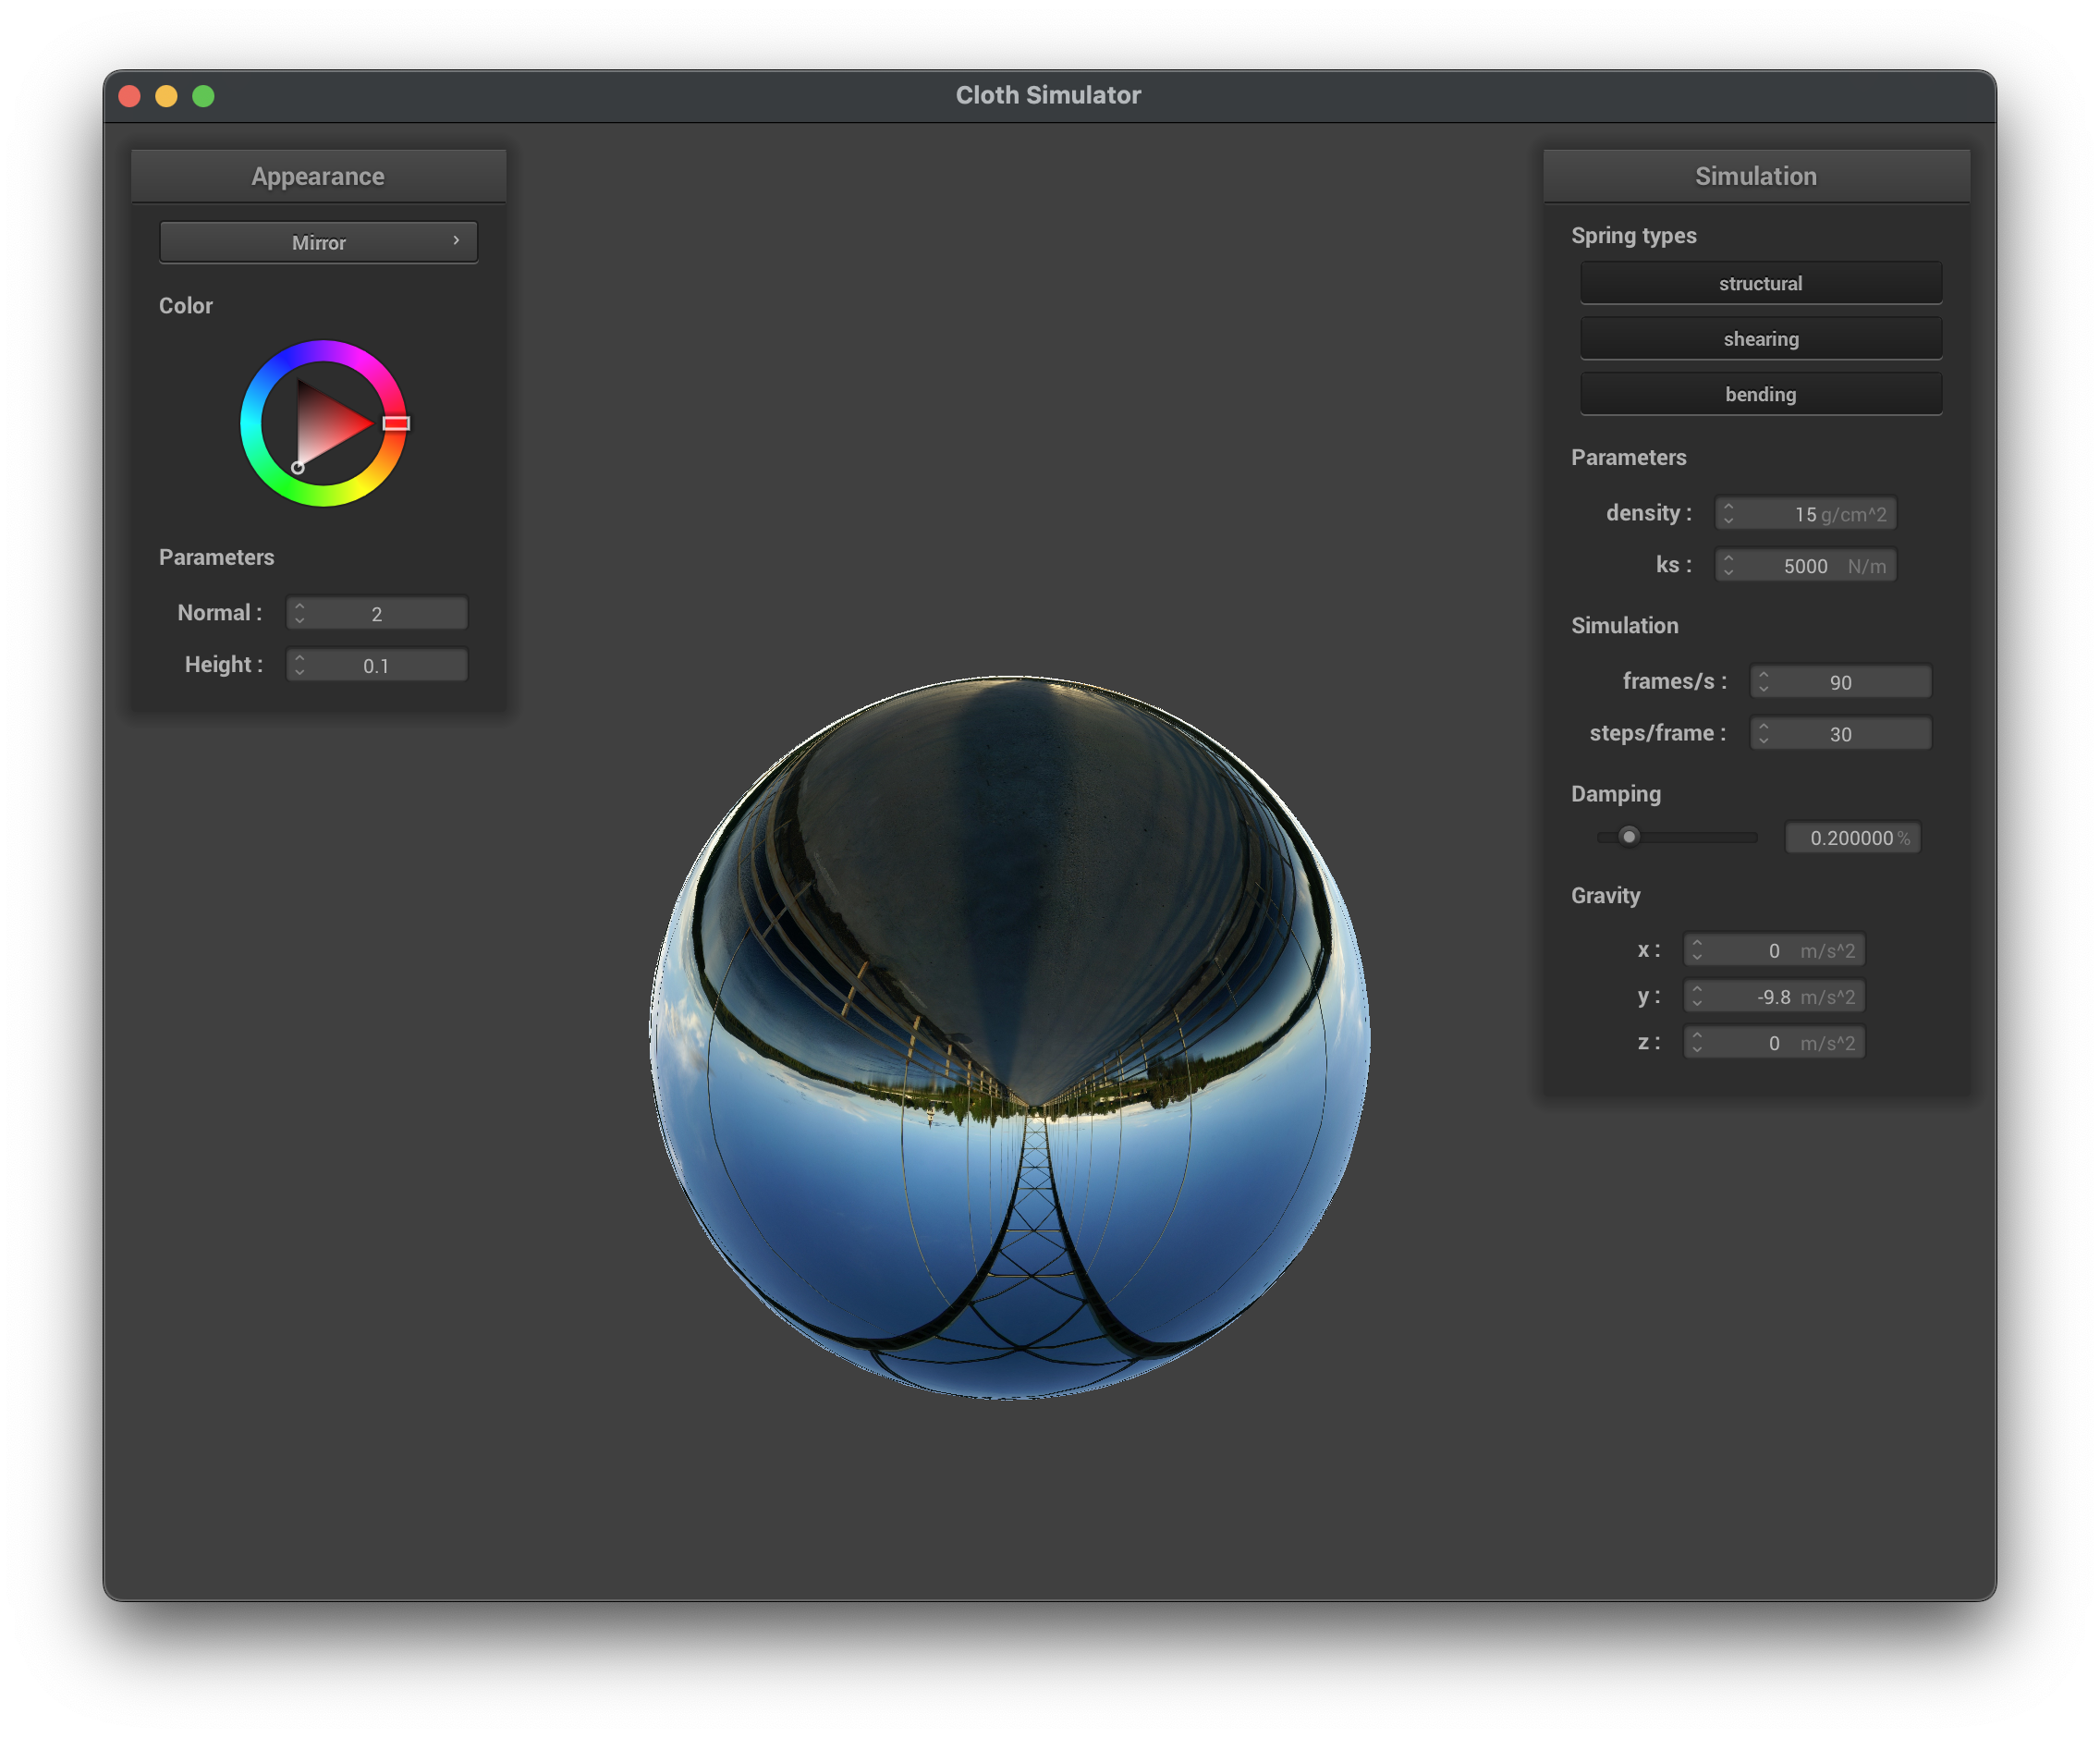 Cloth Simulator
Appearance
Mirror
Color
Parameters
Normal : 2
Height : 0.1
Simulation
Spring types
structural
shearing
bending
Parameters
density : 15 g/cm^2
ks : 5000 N/m
Simulation
frames/s : 90
steps/frame : 30
Damping
0.200000 %
Gravity
x : 0 m/s^2
y : -9.8 m/s^2
z : 0 m/s^2